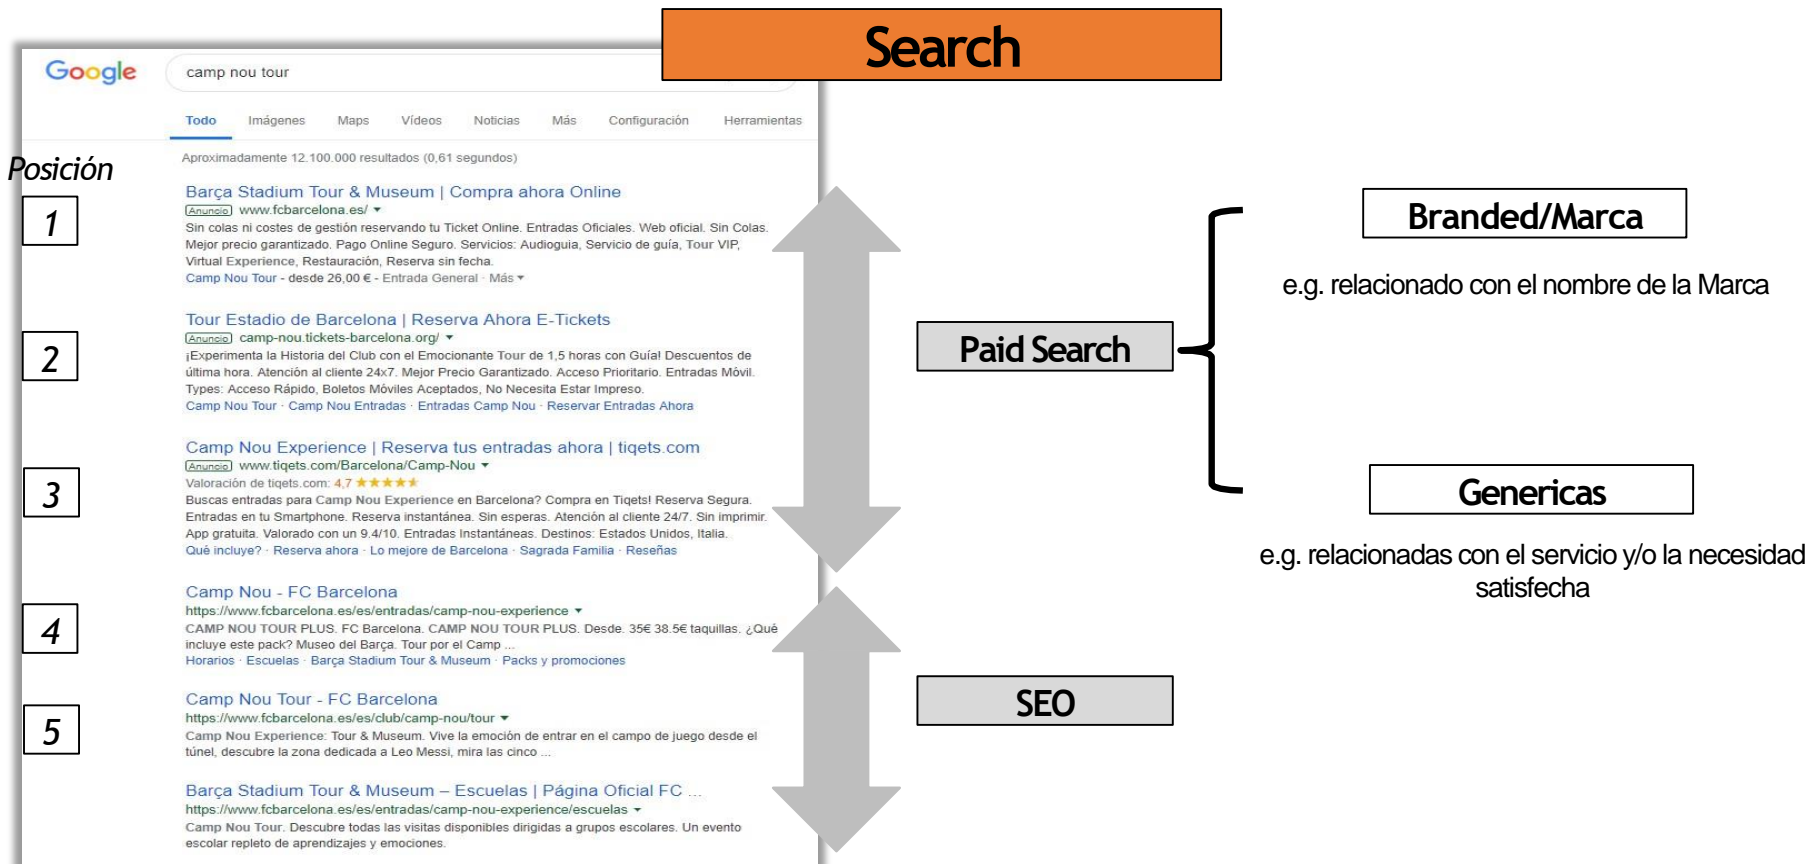 Search
Google
camp nou tour
Todo Imágenes Maps Vídeos Noticias Más Configuración Herramientas
Aproximadamente 12.100.000 resultados (0,61 segundos)
Posición
1
Barça Stadium Tour & Museum | Compra ahora Online
Anuncio www.fcbarcelona.es/
Sin colas ni costes de gestión reservando tu Ticket Online. Entradas Oficiales. Web oficial. Sin Colas.
Mejor precio garantizado. Pago Online Seguro. Servicios: Audioguia, Servicio de guía, Tour VIP,
Virtual Experience, Restauración, Reserva sin fecha.
Camp Nou Tour - desde 26,00 € - Entrada General · Más
2
Tour Estadio de Barcelona | Reserva Ahora E-Tickets
Anuncio camp-nou.tickets-barcelona.org/
¡Experimenta la Historia del Club con el Emocionante Tour de 1,5 horas con Guía! Descuentos de
última hora. Atención al cliente 24x7. Mejor Precio Garantizado. Acceso Prioritario. Entradas Móvil.
Types: Acceso Rápido, Boletos Móviles Aceptados, No Necesita Estar Impreso.
Camp Nou Tour · Camp Nou Entradas · Entradas Camp Nou · Reservar Entradas Ahora
3
Camp Nou Experience | Reserva tus entradas ahora | tiqets.com
Anuncio www.tiqets.com/Barcelona/Camp-Nou
Valoración de tiqets.com: 4,7
Buscas entradas para Camp Nou Experience en Barcelona? Compra en Tiqets! Reserva Segura.
Entradas en tu Smartphone. Reserva instantánea. Sin esperas. Atención al cliente 24/7. Sin imprimir.
App gratuita. Valorado con un 9.4/10. Entradas Instantáneas. Destinos: Estados Unidos, Italia.
Qué incluye? · Reserva ahora · Lo mejore de Barcelona · Sagrada Familia · Reseñas
4
Camp Nou - FC Barcelona
https://www.fcbarcelona.es/es/entradas/camp-nou-experience
CAMP NOU TOUR PLUS. FC Barcelona. CAMP NOU TOUR PLUS. Desde. 35€ 38.5€ taquillas. ¿Qué
incluye este pack? Museo del Barça. Tour por el Camp ...
Horarios · Escuelas · Barça Stadium Tour & Museum · Packs y promociones
5
Camp Nou Tour - FC Barcelona
https://www.fcbarcelona.es/es/club/camp-nou/tour
Camp Nou Experience: Tour & Museum. Vive la emoción de entrar en el campo de juego desde el
túnel, descubre la zona dedicada a Leo Messi, mira las cinco ...
Barça Stadium Tour & Museum – Escuelas | Página Oficial FC ...
https://www.fcbarcelona.es/es/entradas/camp-nou-experience/escuelas
Camp Nou Tour. Descubre todas las visitas disponibles dirigidas a grupos escolares. Un evento
escolar repleto de aprendizajes y emociones.
Paid Search
SEO
Branded/Marca
e.g. relacionado con el nombre de la Marca
Genericas
e.g. relacionadas con el servicio y/o la necesidad
satisfecha